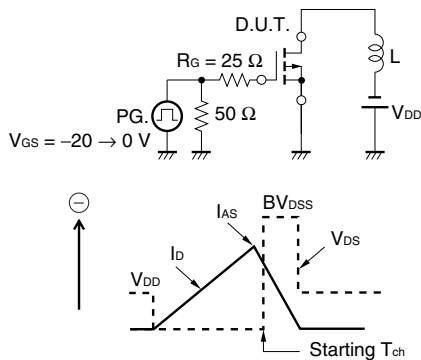 D.U.T.
RG = 25 Ω
L
PG.
50 Ω
VDD
VGS = −20 → 0 V
−
IAS
BVDSS
ID
VDS
VDD
Starting Tch